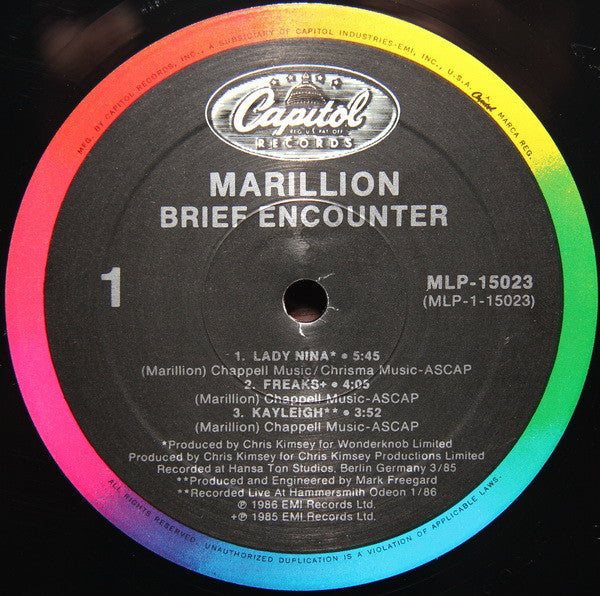 MFG. BY CAPITOL RECORDS, INC., A SUBSIDIARY OF CAPITOL INDUSTRIES-EMI, INC., U.S.A. Capitol MARCA REG.
Capitol
REG. U.S. PAT. OFF.
RECORDS
MARILLION
BRIEF ENCOUNTER
1
MLP-15023
(MLP-1-15023)
1. LADY NINA* • 5:45
(Marillion) Chappell Music/Chrisma Music-ASCAP
2. FREAKS+ • 4:05
(Marillion) Chappell Music-ASCAP
3. KAYLEIGH** • 3:52
(Marillion) Chappell Music-ASCAP
*Produced by Chris Kimsey for Wonderknob Limited
Produced by Chris Kimsey for Chris Kimsey Productions Limited
Recorded at Hansa Ton Studios, Berlin Germany 3/85
**Produced and Engineered by Mark Freegard
**Recorded Live At Hammersmith Odeon 1/86
℗ 1986 EMI Records Ltd.
+℗ 1985 EMI Records Ltd.
ALL RIGHTS RESERVED. UNAUTHORIZED DUPLICATION IS A VIOLATION OF APPLICABLE LAWS.